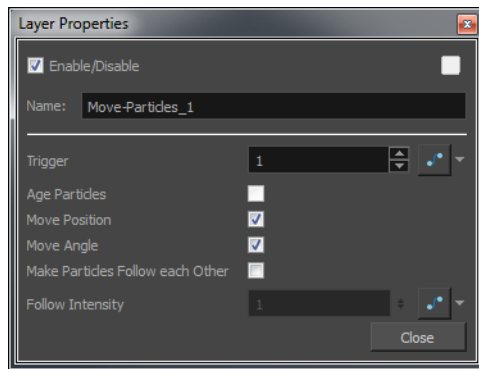 Layer Properties
Enable/Disable
Name: Move-Particles_1
Trigger 1
Age Particles
Move Position
Move Angle
Make Particles Follow each Other
Follow Intensity 1
Close